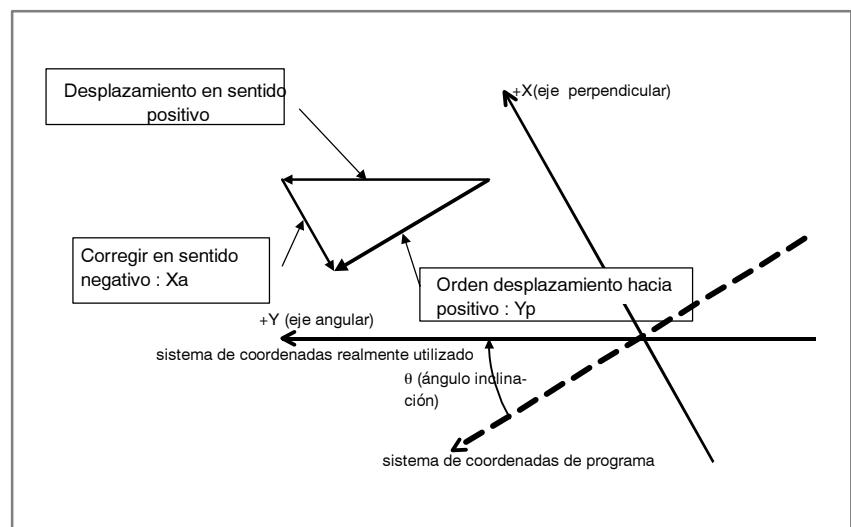 Desplazamiento en sentido
positivo
+X(eje perpendicular)
Corregir en sentido
negativo : Xa
Orden desplazamiento hacia
positivo : Yp
+Y (eje angular)
sistema de coordenadas realmente utilizado
θ (ángulo inclina-
ción)
sistema de coordenadas de programa